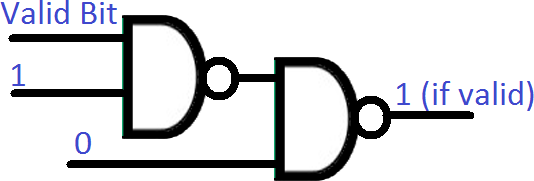 Valid Bit
1
0
1 (if valid)